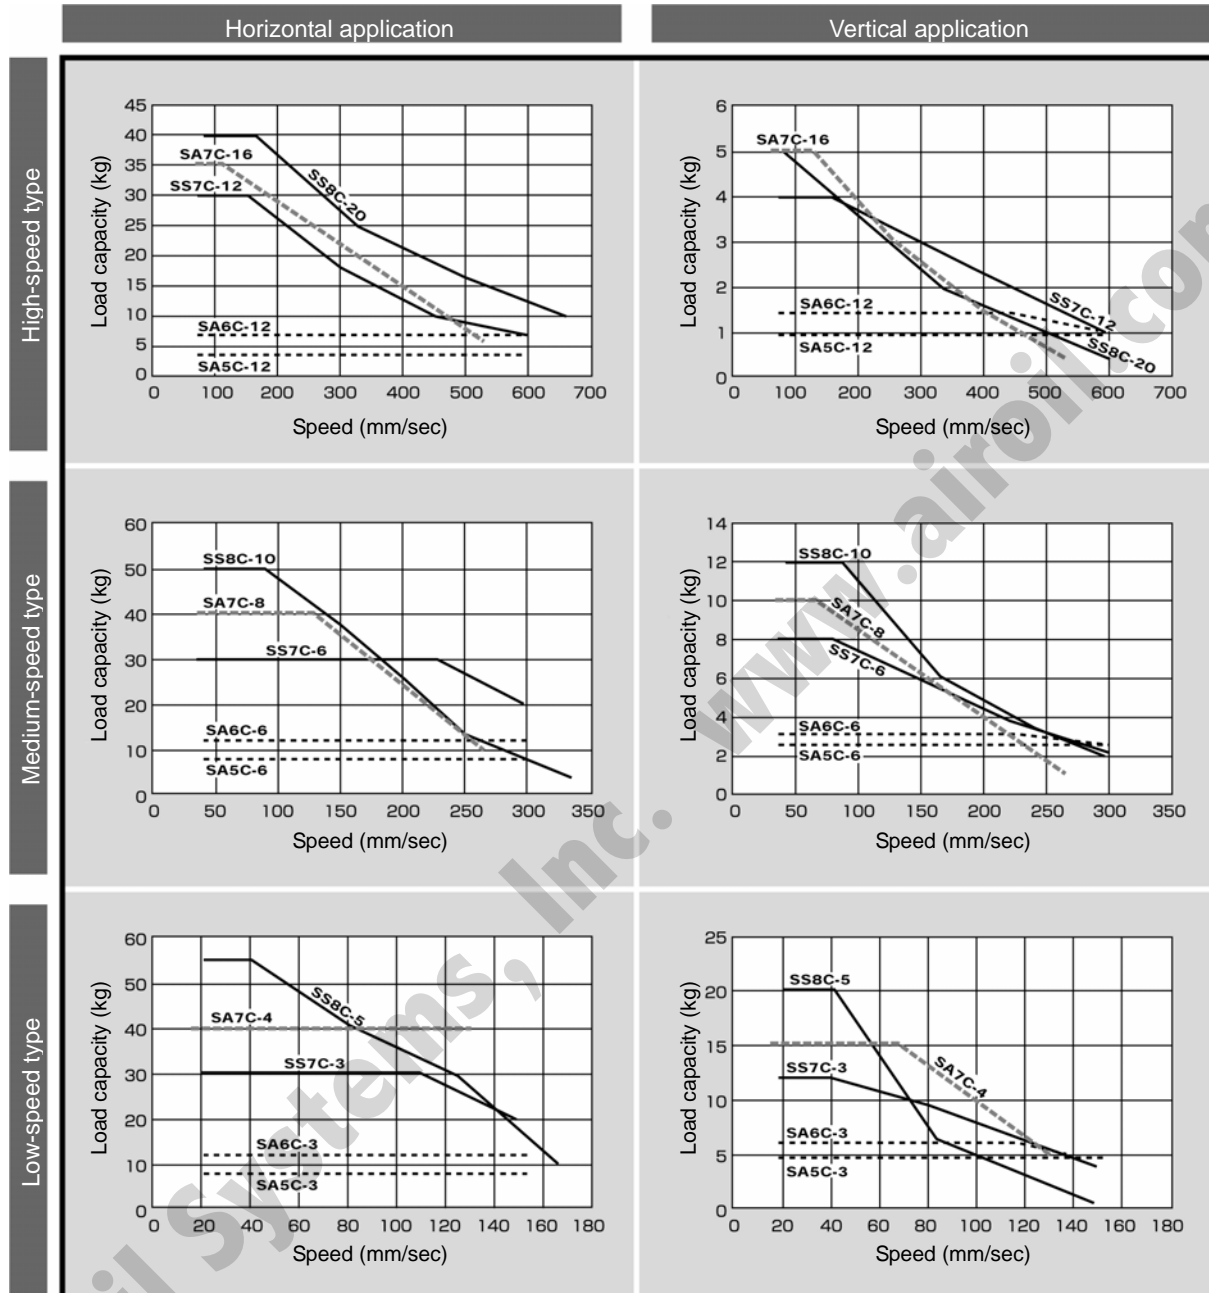 Horizontal application
Vertical application
High-speed type
Load capacity (kg)
45
40
35
30
25
20
15
10
5
0
SA7C-16
SS7C-12
SS8C-20
SA6C-12
SA5C-12
0 100 200 300 400 500 600 700
Speed (mm/sec)
Load capacity (kg)
6
5
4
3
2
1
0
SA7C-16
SA6C-12
SA5C-12
SS7C-12
SS8C-20
0 100 200 300 400 500 600 700
Speed (mm/sec)
Medium-speed type
Load capacity (kg)
60
50
40
30
20
10
0
SS8C-10
SA7C-8
SS7C-6
SA6C-6
SA5C-6
0 50 100 150 200 250 300 350
Speed (mm/sec)
Load capacity (kg)
14
12
10
8
6
4
2
0
SS8C-10
SA7C-8
SS7C-6
SA6C-6
SA5C-6
0 50 100 150 200 250 300 350
Speed (mm/sec)
Low-speed type
Load capacity (kg)
60
50
40
30
20
10
0
SS8C-5
SA7C-4
SS7C-3
SA6C-3
SA5C-3
0 20 40 60 80 100 120 140 160 180
Speed (mm/sec)
Load capacity (kg)
25
20
15
10
5
0
SS8C-5
SS7C-3
SA7C-4
SA6C-3
SA5C-3
0 20 40 60 80 100 120 140 160 180
Speed (mm/sec)
il Systems, Inc. www.airoil.com